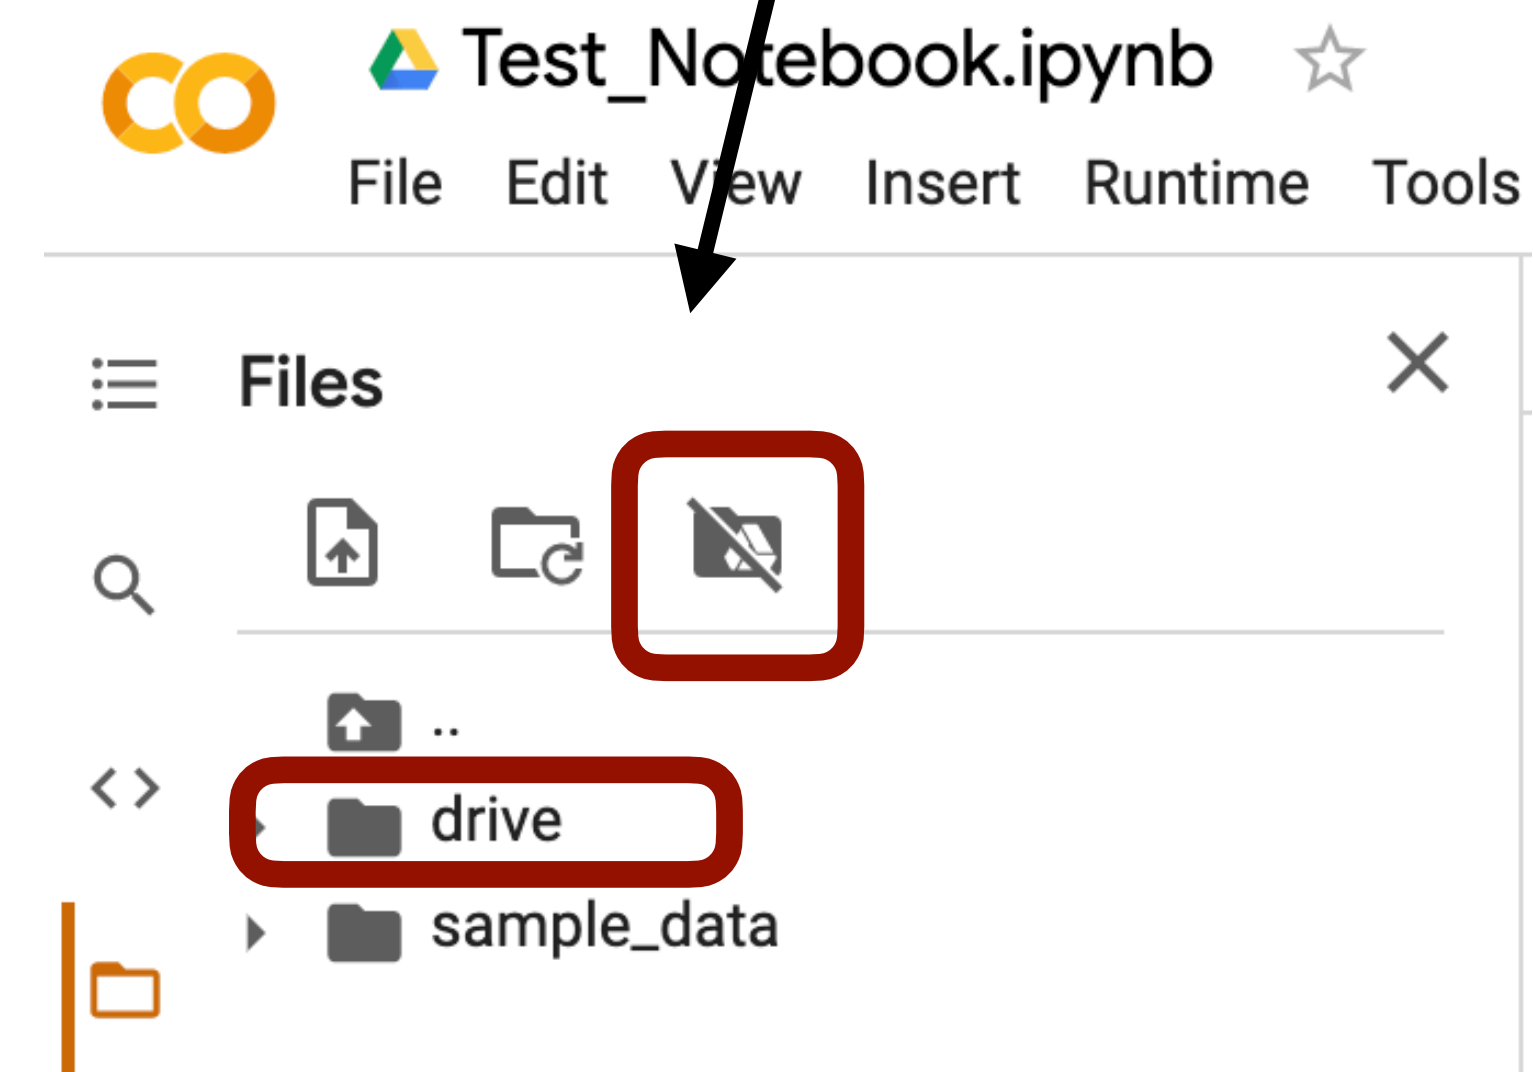 Test_Notebook.ipynb
File Edit View Insert Runtime Tools
Files
..
drive
sample_data